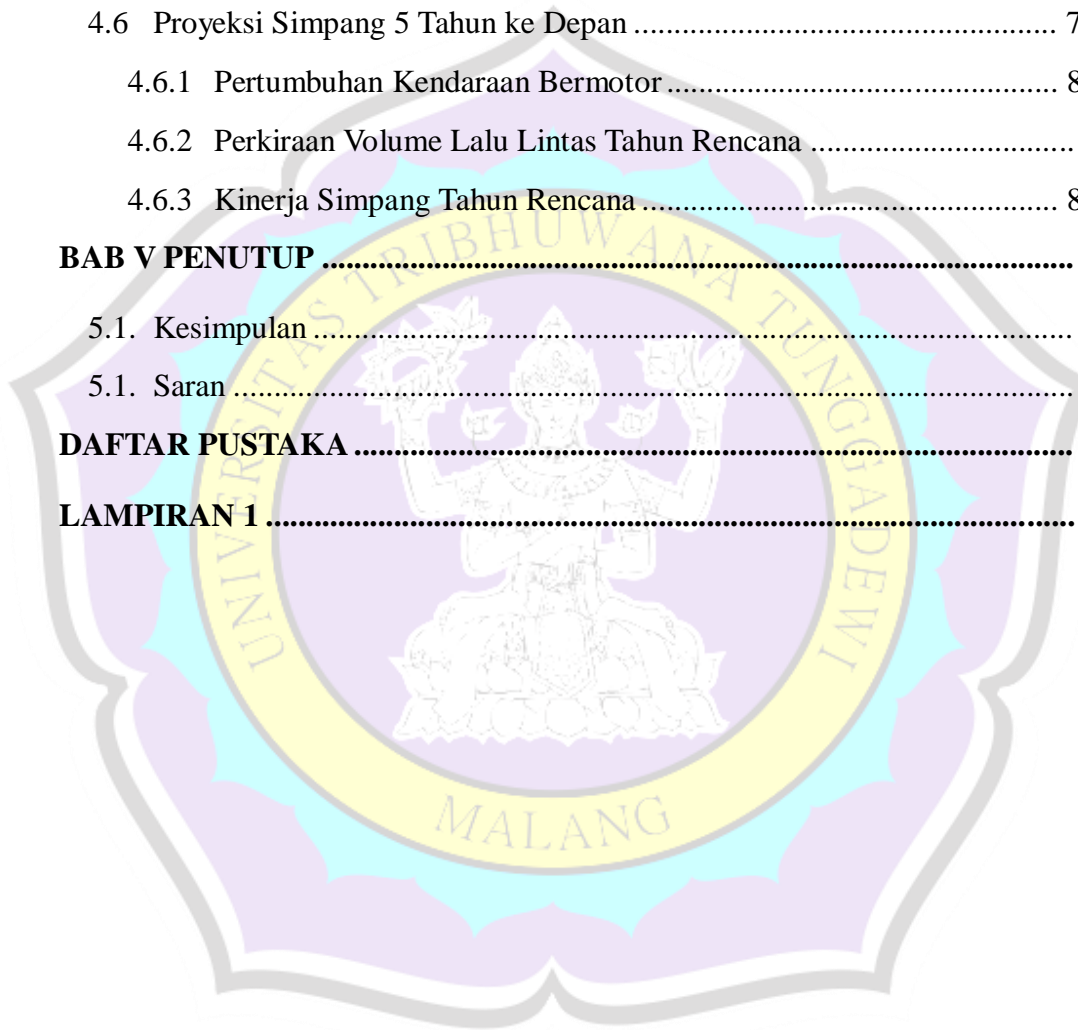 4.6 Proyeksi Simpang 5 Tahun ke Depan ..................................................... 7
4.6.1 Pertumbuhan Kendaraan Bermotor ................................................. 8
4.6.2 Perkiraan Volume Lalu Lintas Tahun Rencana .................................
4.6.3 Kinerja Simpang Tahun Rencana .................................................... 8
BAB V PENUTUP ..............................................................................................
5.1. Kesimpulan ...............................................................................................
5.1. Saran .........................................................................................................
DAFTAR PUSTAKA ..........................................................................................
LAMPIRAN 1 .....................................................................................................
UNIVERSITAS TRIBHUWANA TUNGGADEWI
MALANG